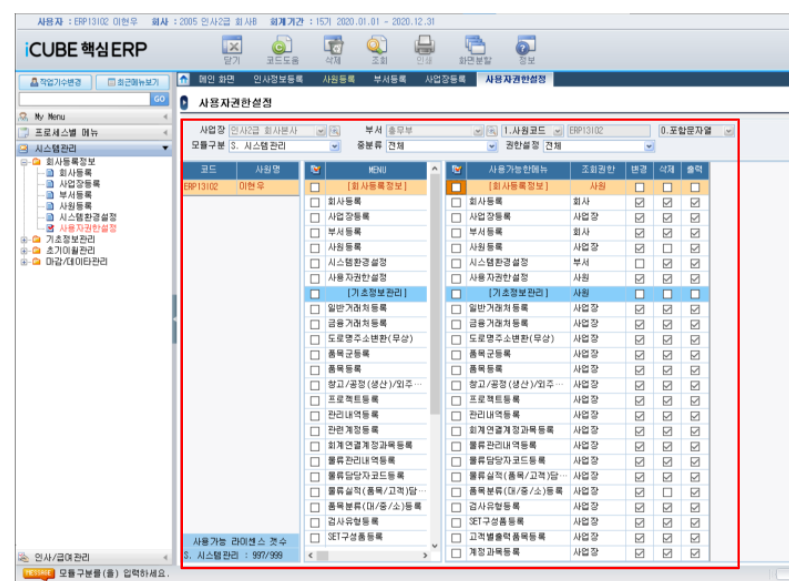 사용자 : ERP13102 이현우 회사 : 2005 인사2급 회사B 회계기간 : 15기 2020.01.01 ~ 2020.12.31
iCUBE 핵심ERP
닫기 코드도움 삭제 조회 인쇄 화면분할 정보
작업기수변경 최근메뉴보기
메인 화면 인사정보등록 사원등록 부서등록 사업장등록 사용자권한설정
GO
사용자권한설정
My Menu
프로세스별 메뉴
시스템관리
회사등록정보
회사등록
사업장등록
부서등록
사원등록
시스템환경설정
사용자권한설정
기초정보관리
초기이월관리
마감/데이타관리
인사/급여관리
사업장 인사2급 회사본사 부서 총무부 1.사원코드 ERP13102 0.포함문자열
모듈구분 S. 시스템관리 중분류 전체 권한설정 전체
코드 사원명
ERP13102 이현우
사용가능 라이센스 갯수
S. 시스템관리 : 997/999
MENU
[회사등록정보]
회사등록
사업장등록
부서등록
사원등록
시스템환경설정
사용자권한설정
[기초정보관리]
일반거래처등록
금융거래처등록
도로명주소변환(무상)
품목군등록
품목등록
창고/공정(생산)/외주…
프로젝트등록
관리내역등록
관련계정등록
회계연결계정과목등록
물류관리내역등록
물류담당자코드등록
물류실적(품목/고객)담…
품목분류(대/중/소)등록
검사유형등록
SET구성품등록
사용가능한메뉴 조회권한 변경 삭제 출력
[회사등록정보] 사원
회사등록 회사
사업장등록 사업장
부서등록 회사
사원등록 사업장
시스템환경설정 부서
사용자권한설정 사원
[기초정보관리] 사원
일반거래처등록 사업장
금융거래처등록 사업장
도로명주소변환(무상) 사업장
품목군등록 사업장
품목등록 사업장
창고/공정(생산)/외주… 사업장
프로젝트등록 사업장
관리내역등록 사업장
회계연결계정과목등록 사업장
물류관리내역등록 사업장
물류담당자코드등록 사업장
물류실적(품목/고객)담… 사업장
품목분류(대/중/소)등록 사업장
검사유형등록 사업장
SET구성품등록 사업장
고객별출력품목등록 사업장
계정과목등록 사업장
MESSAGE 모듈구분를(을) 입력하세요.